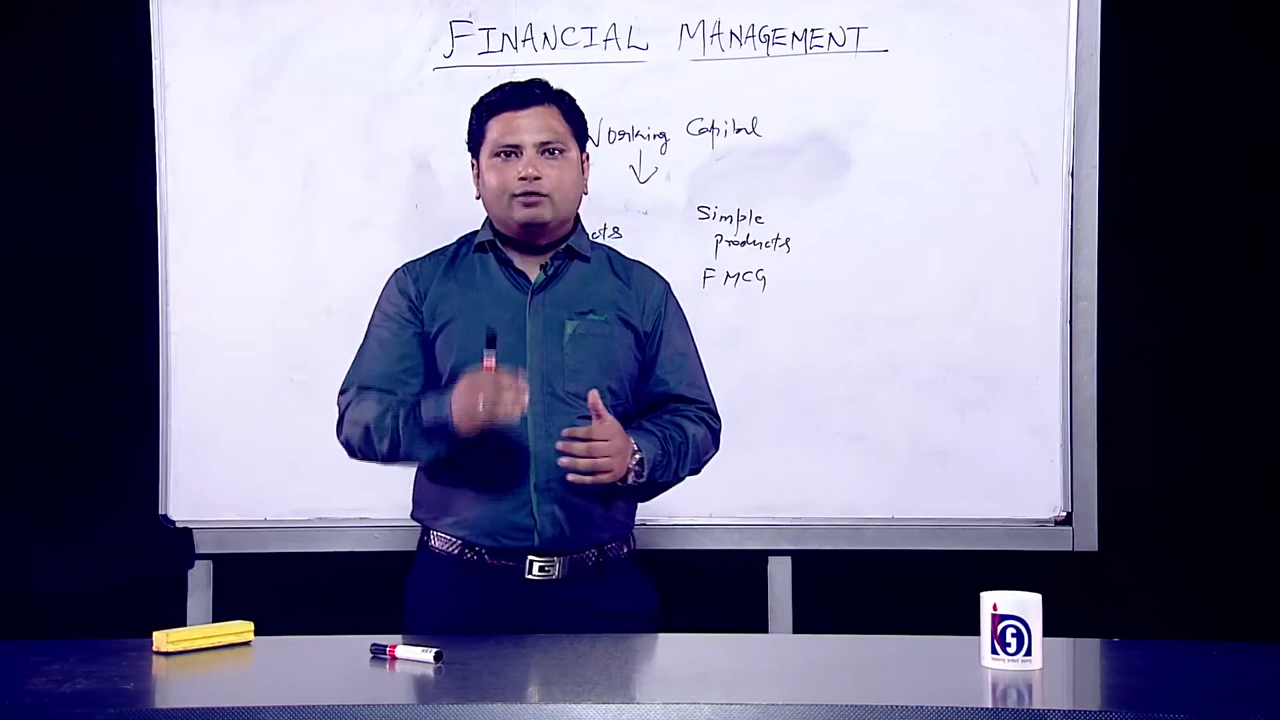 FINANCIAL MANAGEMENT
Working Capital
Simple
products
FMCG